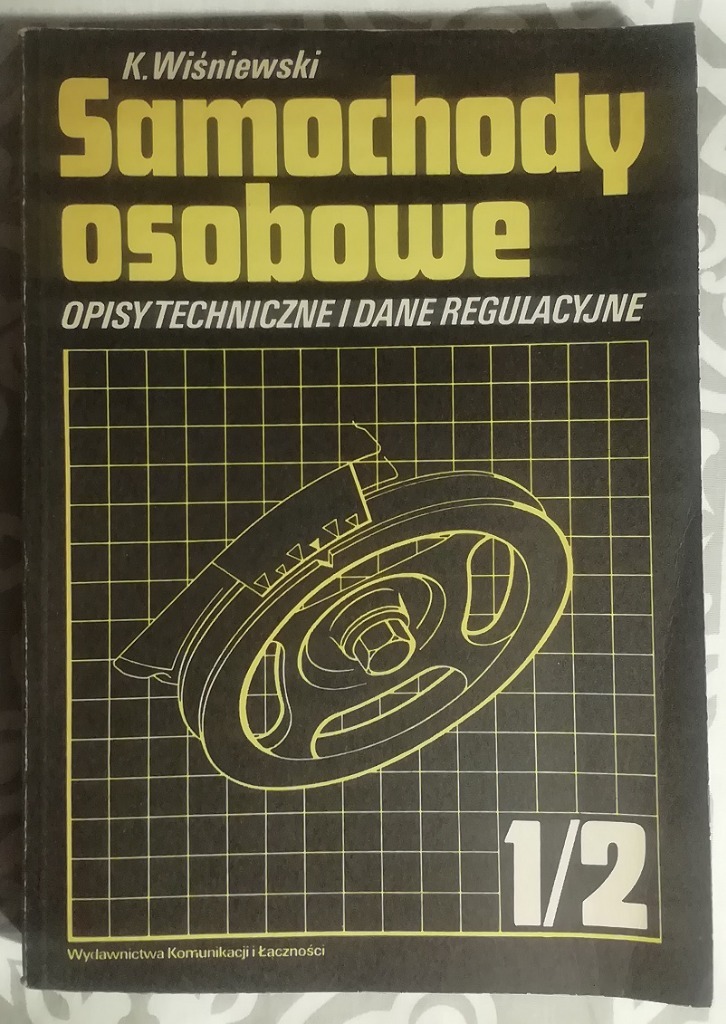 K. Wiśniewski
Samochody
osobowe
OPISY TECHNICZNE I DANE REGULACYJNE
1/2
Wydawnictwa Komunikacji i Łączności